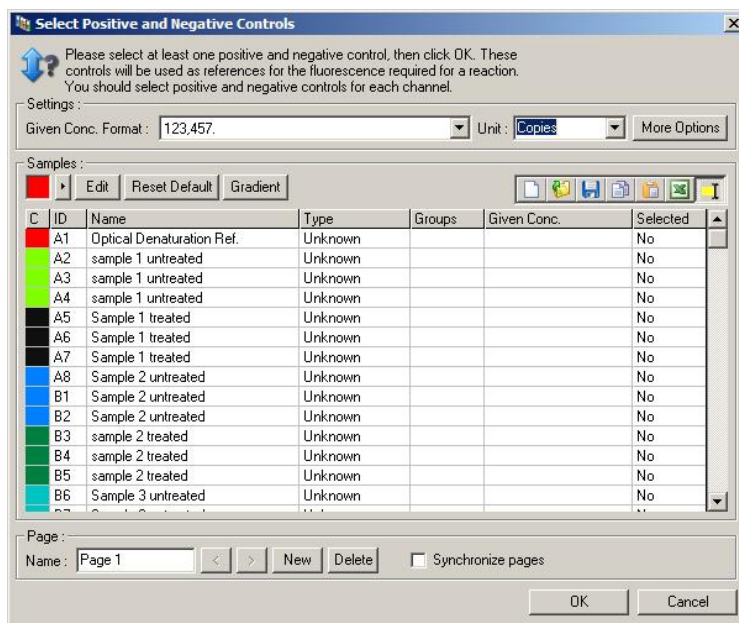 Select Positive and Negative Controls
Please select at least one positive and negative control, then click OK. These
controls will be used as references for the fluorescence required for a reaction.
You should select positive and negative controls for each channel.
Settings :
Given Conc. Format : 123,457. Unit : Copies More Options
Samples :
Edit Reset Default Gradient
C ID Name Type Groups Given Conc. Selected
A1 Optical Denaturation Ref. Unknown No
A2 sample 1 untreated Unknown No
A3 sample 1 untreated Unknown No
A4 sample 1 untreated Unknown No
A5 Sample 1 treated Unknown No
A6 Sample 1 treated Unknown No
A7 Sample 1 treated Unknown No
A8 Sample 2 untreated Unknown No
B1 Sample 2 untreated Unknown No
B2 Sample 2 untreated Unknown No
B3 sample 2 treated Unknown No
B4 sample 2 treated Unknown No
B5 sample 2 treated Unknown No
B6 Sample 3 untreated Unknown No
Page :
Name : Page 1 < > New Delete Synchronize pages
OK Cancel